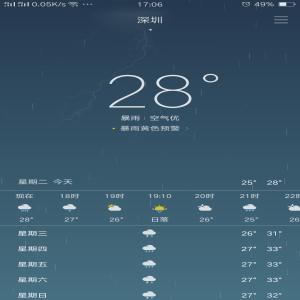 0.05K/s ... 17:06 49%
深圳
28°
暴雨 | 空气优
暴雨黄色预警 >
星期二 今天 25° 28°
现在 18时 19时 19:10 20时 21时 22
28° 27° 26° 日落 26° 25° 26
星期三 26° 31°
星期四 27° 33°
星期五 27° 33°
星期六 27° 33°
星期日 27° 32°